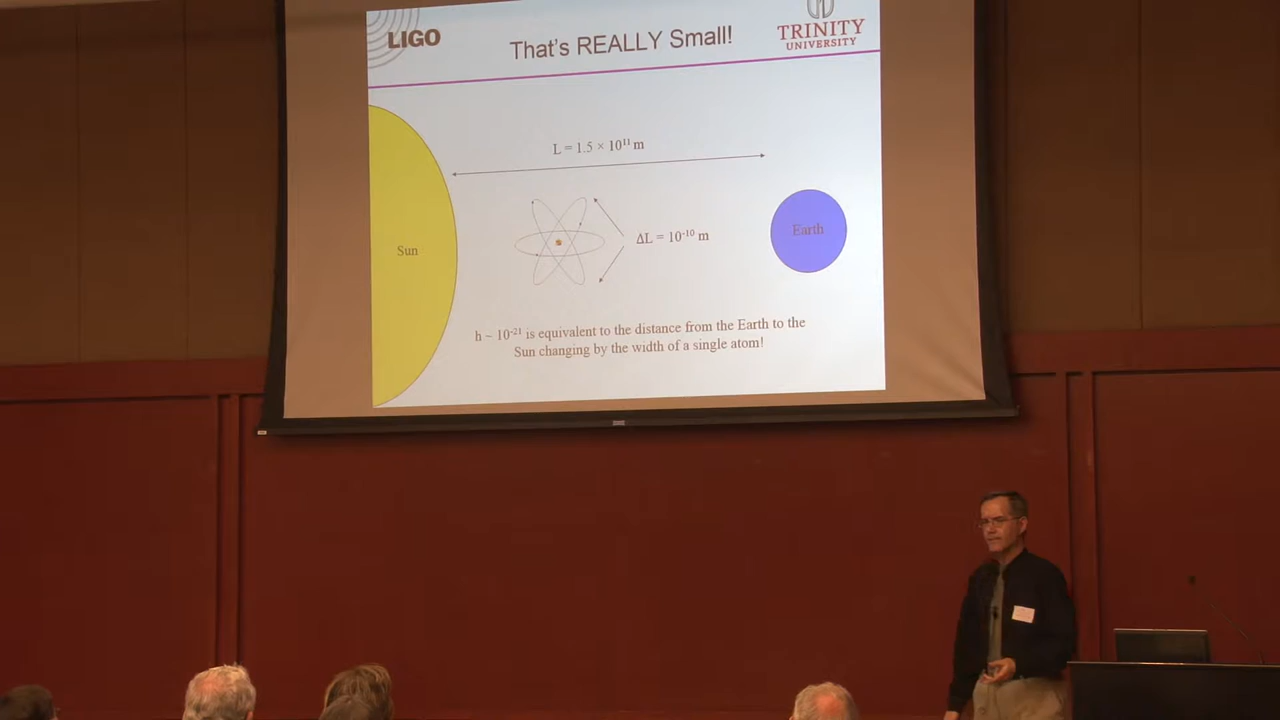 LIGO
That's REALLY Small!
TRINITY
UNIVERSITY
L = 1.5 × 10¹¹ m
Sun
ΔL = 10⁻¹⁰ m
Earth
h ~ 10⁻²¹ is equivalent to the distance from the Earth to the
Sun changing by the width of a single atom!